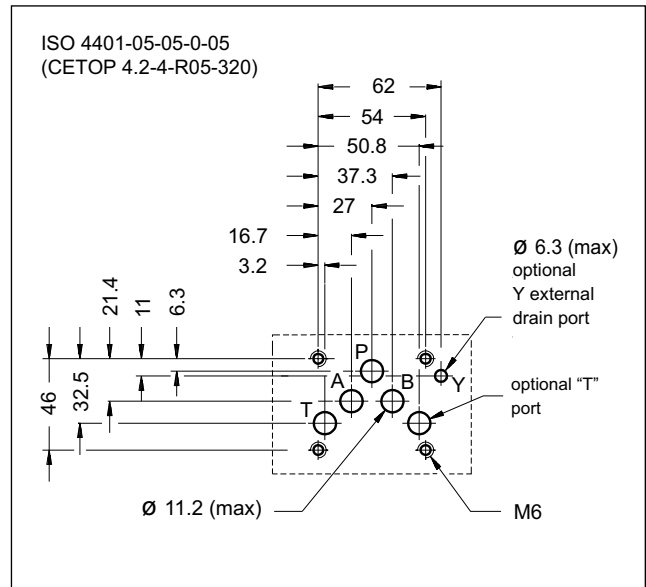 ISO 4401-05-05-0-05
(CETOP 4.2-4-R05-320)
62
54
50.8
37.3
27
16.7
3.2
21.4
11
6.3
Ø 6.3 (max)
optional
Y external
drain port
46
32.5
P
A
B
Y
T
optional “T”
port
Ø 11.2 (max)
M6